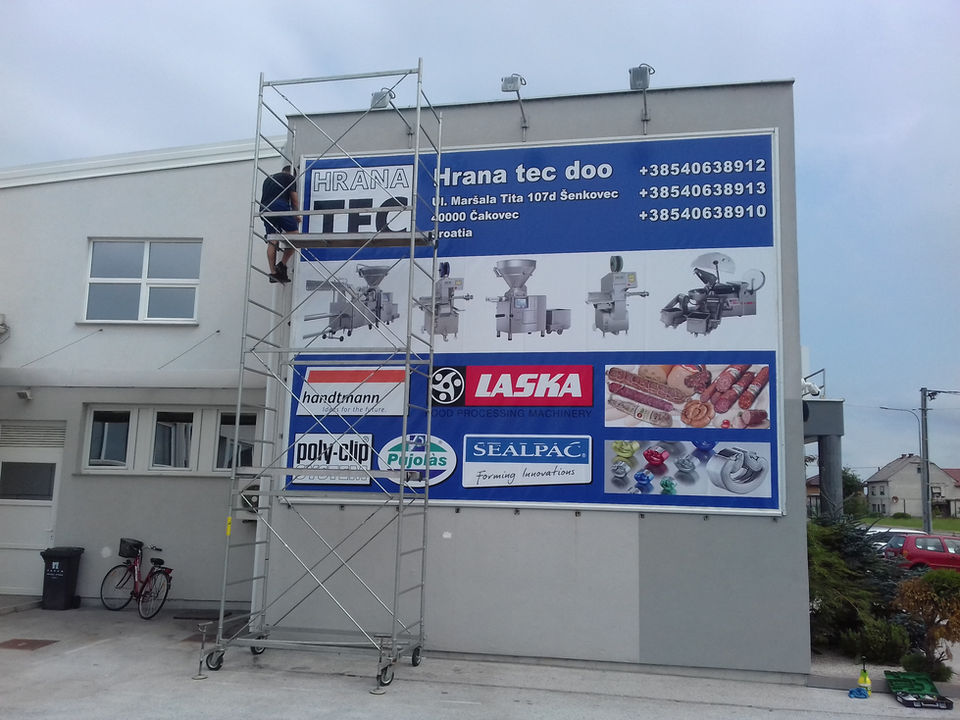 HRANA
TEC
Hrana tec doo
Ul. Maršala Tita 107d Šenkovec
40000 Čakovec
Croatia
+38540638912
+38540638913
+38540638910
handtmann
Ideas for the future.
LASKA
FOOD PROCESSING MACHINERY
poly-clip
SYSTEM
Pujolàs
SEALPAC®
Forming Innovations